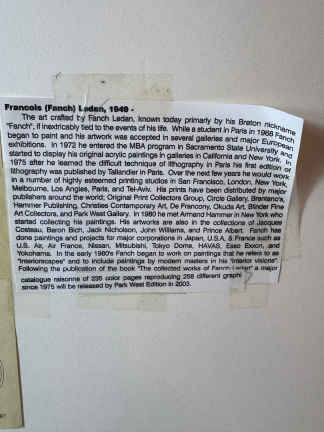 Francois (Fanch) Ledan, 1949 -
The art crafted by Fanch Ledan, known today primarily by his Breton nickname
"Fanch", if inextricably tied to the events of his life. While a student in Paris in 1968 Fanch
began to paint and his artwork was accepted in several galleries and major European
exhibitions. In 1972 he entered the MBA program in Sacramento State University and
started to display his original acrylic paintings in galleries in California and New York. In
1975 after he learned the difficult technique of lithography in Paris his first edition of
lithography was published by Tallandier in Paris. Over the next few years he would work
in a number of highly esteemed printing studios in San Francisco, London, New York,
Melbourne, Los Angles, Paris, and Tel-Aviv. His prints have been distributed by major
publishers around the world; Original Print Collectors Group, Circle Gallery, Brentano's,
Hammer Publishing, Christies Contemporary Art, De Francony, Okuda Art, Binder Fine
Art Collectors, and Park West Gallery. In 1980 he met Armand Hammer in New York who
started collecting his paintings. His artworks are also in the collections of Jacques
Costeau, Baron Bich, Jack Nicholson, John Williams, and Prince Albert. Fanch has
done paintings and projects for major corporations in Japan, U.S.A, & France such as
U.S. Air, Air France, Nissan, Mitsubishi, Tokyo Dome, HAVAS, Esso Exxon, and
Yokohama. In the early 1980's Fanch began to work on paintings that he refers to as
"Interiorscapes" and to include paintings by modern masters in his "interior visions".
Following the publication of the book "The collected works of Fanch Ledan" a major
catalogue raisonne of 235 color pages reproducing 258 different graphi
since 1975 will be released by Park West Edition in 2003.